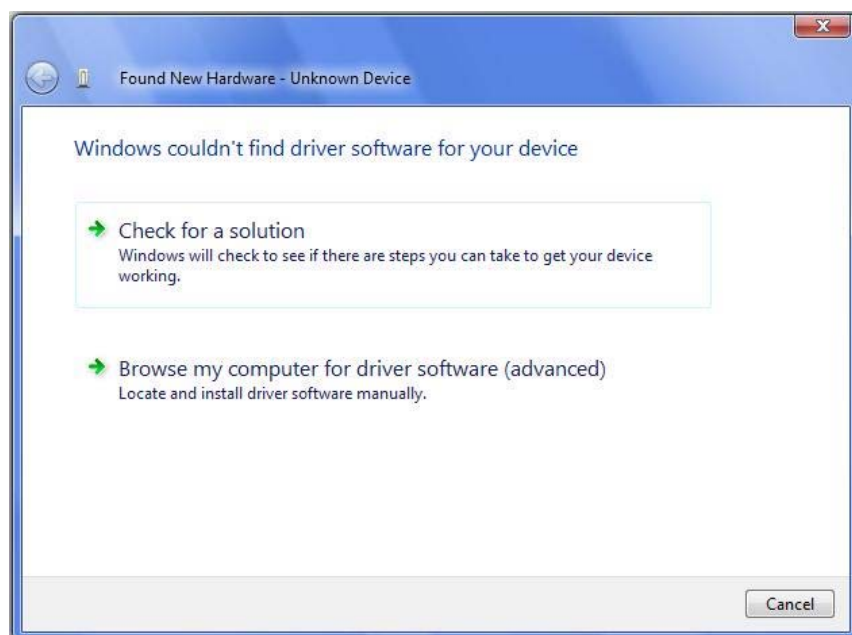 Found New Hardware - Unknown Device
Windows couldn't find driver software for your device
Check for a solution
Windows will check to see if there are steps you can take to get your device
working.
Browse my computer for driver software (advanced)
Locate and install driver software manually.
Cancel